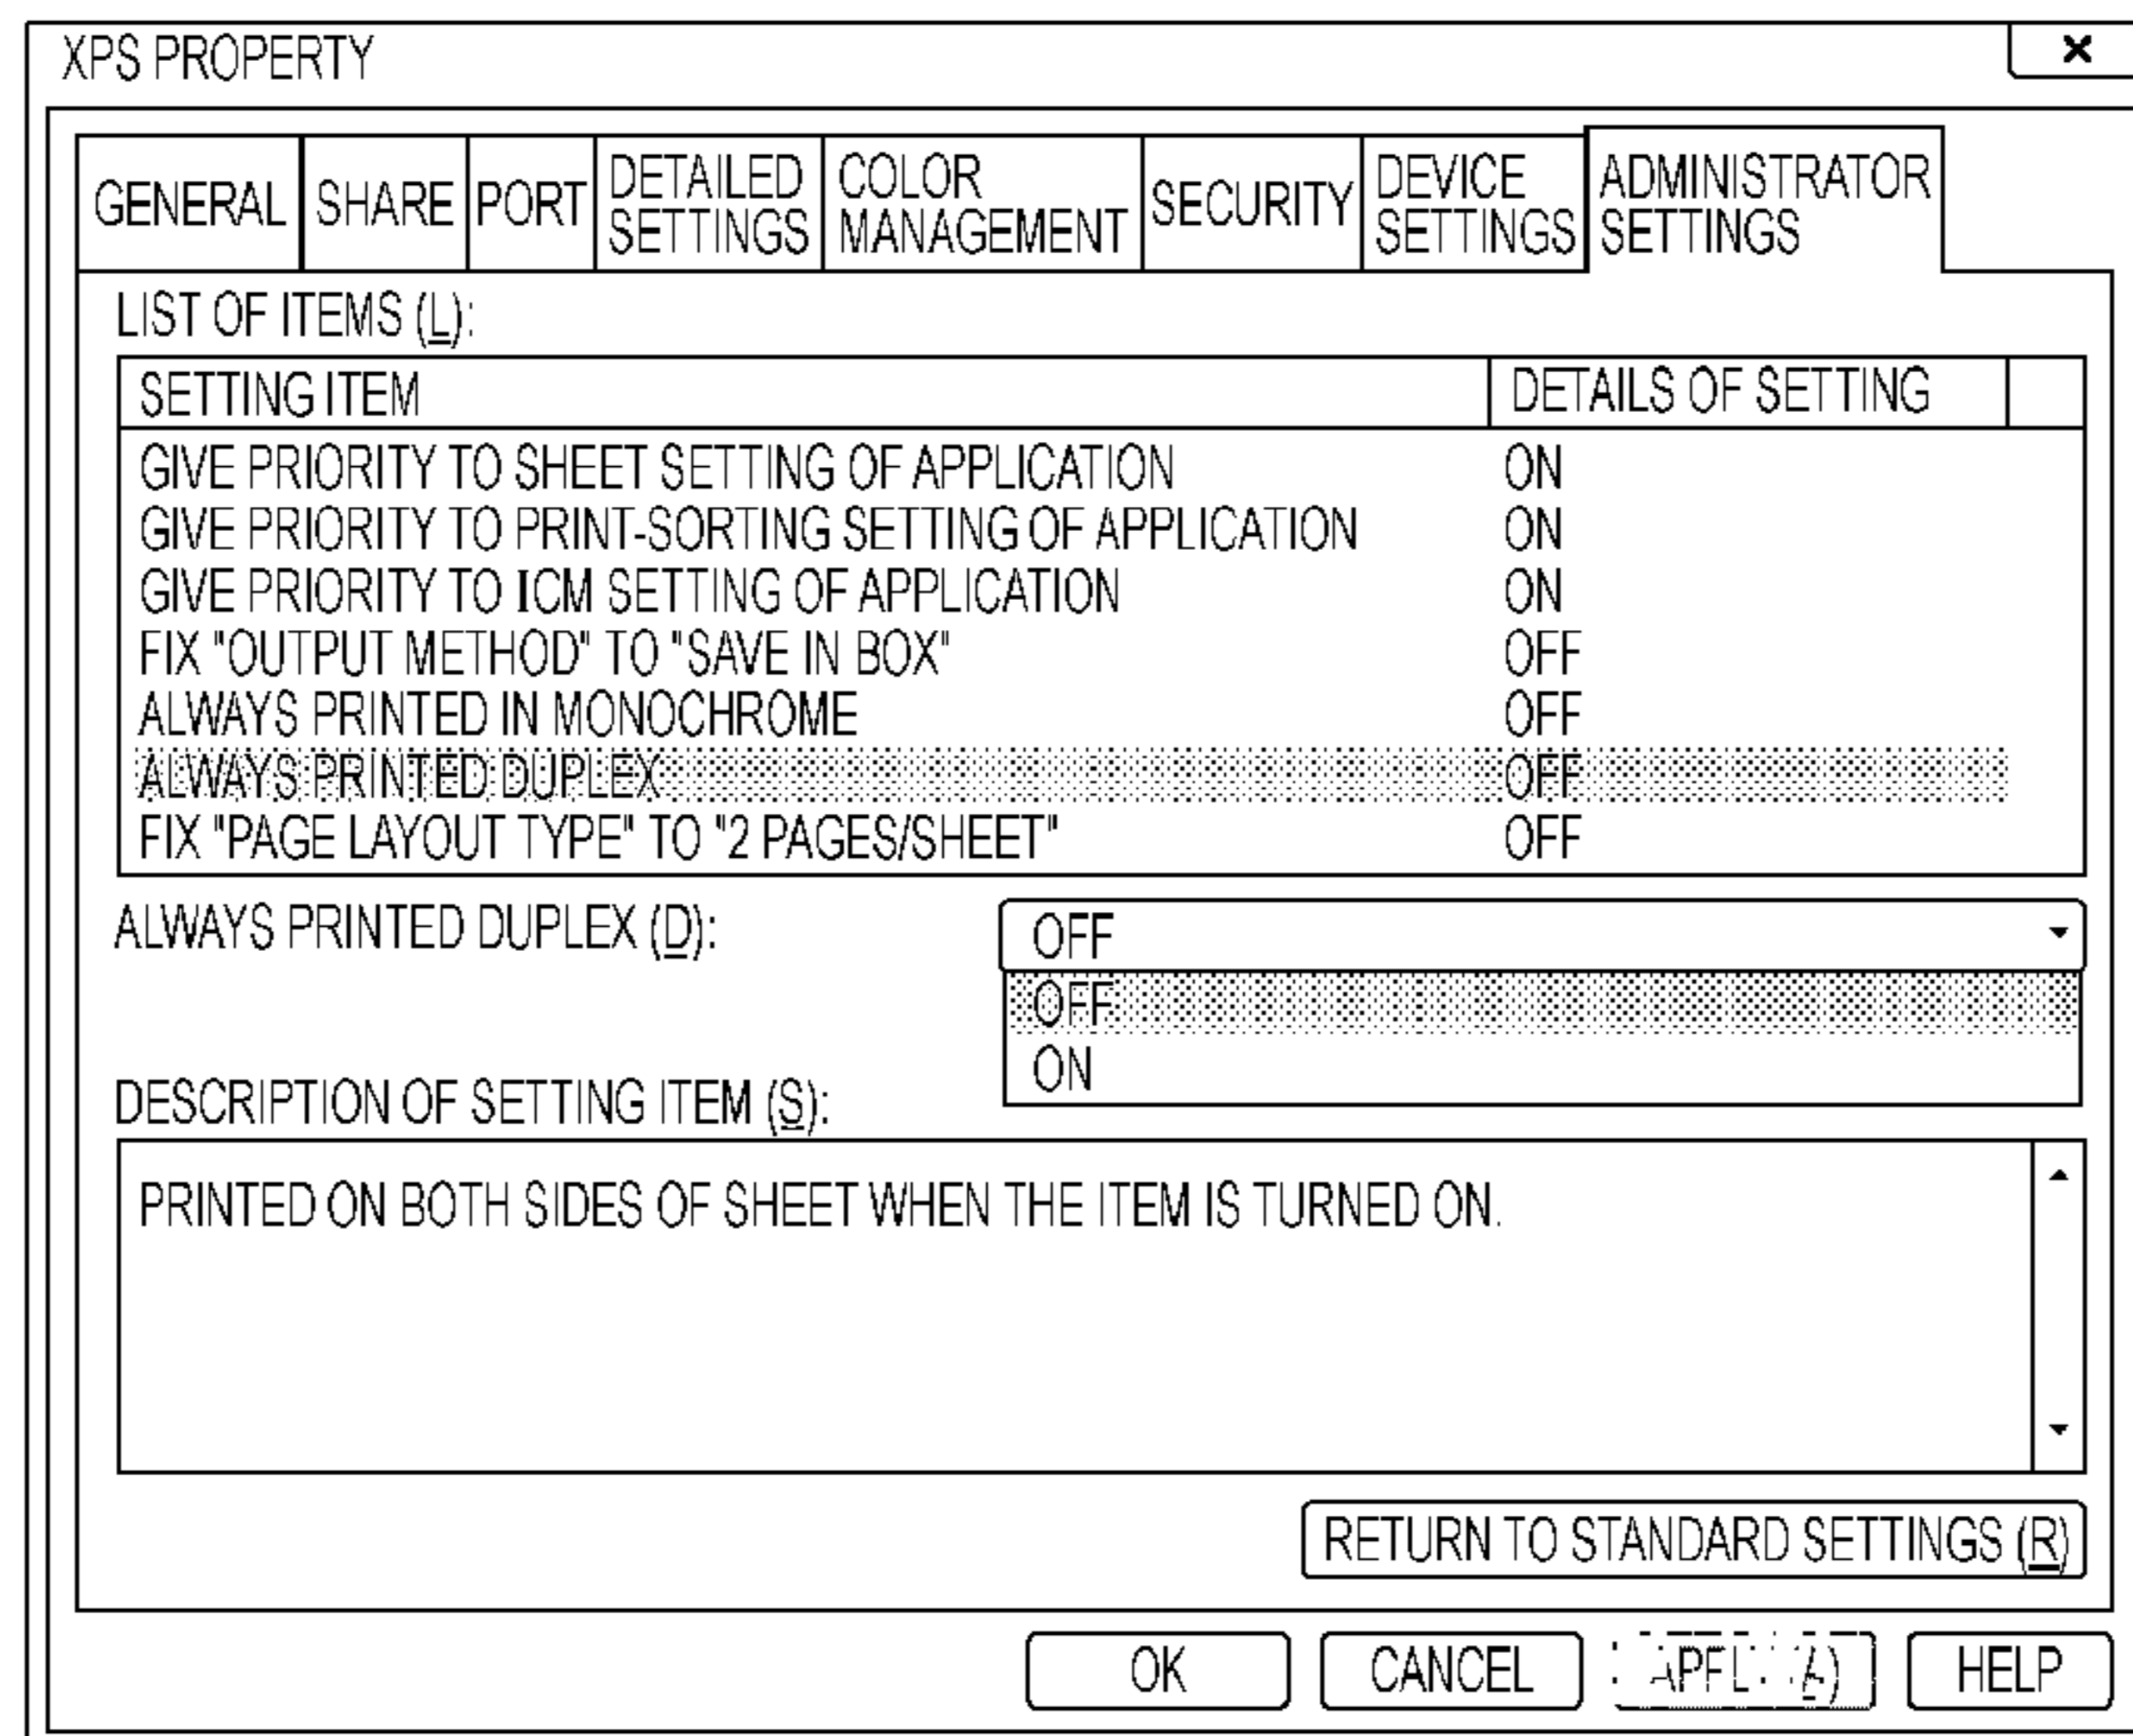 XPS PROPERTY
GENERAL
SHARE
PORT
DETAILED
SETTINGS
COLOR
MANAGEMENT
SECURITY
DEVICE
SETTINGS
ADMINISTRATOR
SETTINGS
LIST OF ITEMS (L):
SETTING ITEM DETAILS OF SETTING
GIVE PRIORITY TO SHEET SETTING OF APPLICATION ON
GIVE PRIORITY TO PRINT-SORTING SETTING OF APPLICATION ON
GIVE PRIORITY TO ICM SETTING OF APPLICATION ON
FIX "OUTPUT METHOD" TO "SAVE IN BOX" OFF
ALWAYS PRINTED IN MONOCHROME OFF
ALWAYS PRINTED DUPLEX OFF
FIX "PAGE LAYOUT TYPE" TO "2 PAGES/SHEET" OFF
ALWAYS PRINTED DUPLEX (D): OFF
OFF
ON
DESCRIPTION OF SETTING ITEM (S):
PRINTED ON BOTH SIDES OF SHEET WHEN THE ITEM IS TURNED ON.
RETURN TO STANDARD SETTINGS (R)
OK CANCEL APPLY (A) HELP